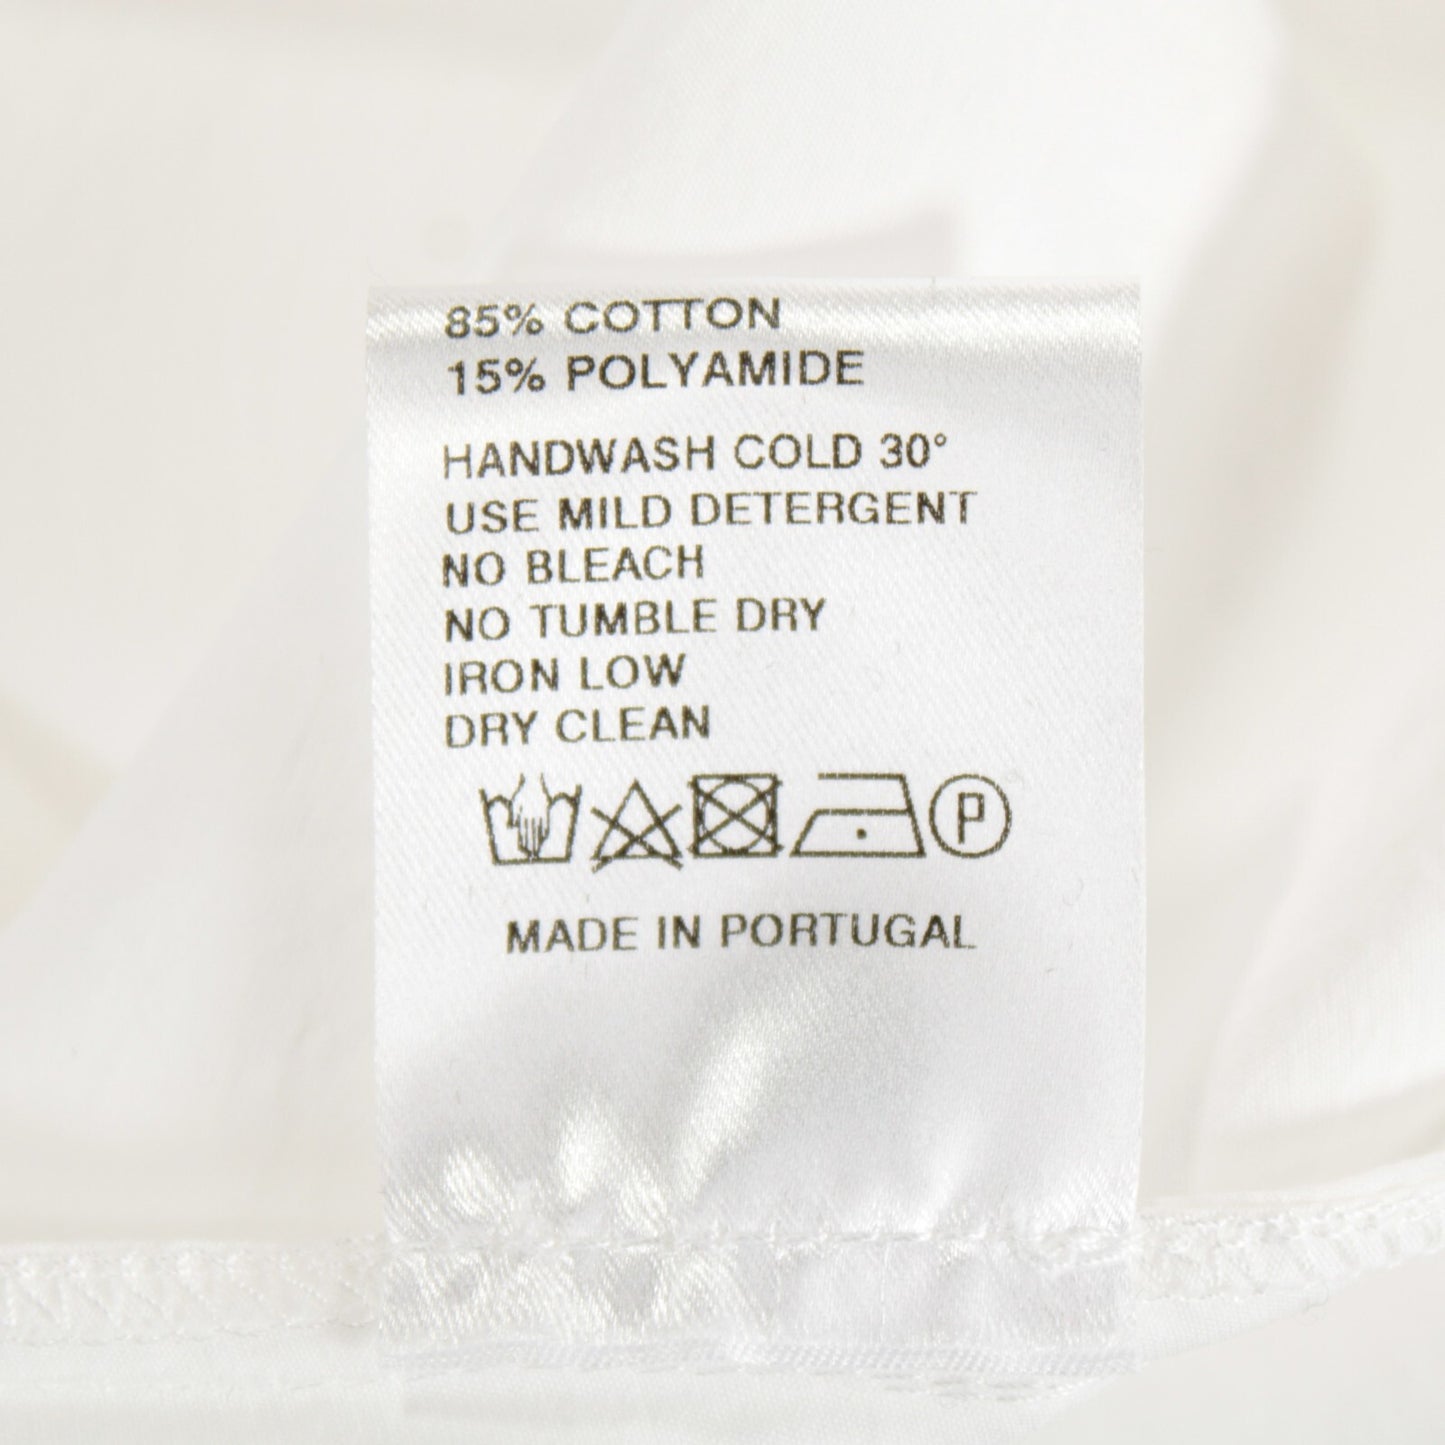 85% COTTON
15% POLYAMIDE
HANDWASH COLD 30°
USE MILD DETERGENT
NO BLEACH
NO TUMBLE DRY
IRON LOW
DRY CLEAN
P
MADE IN PORTUGAL